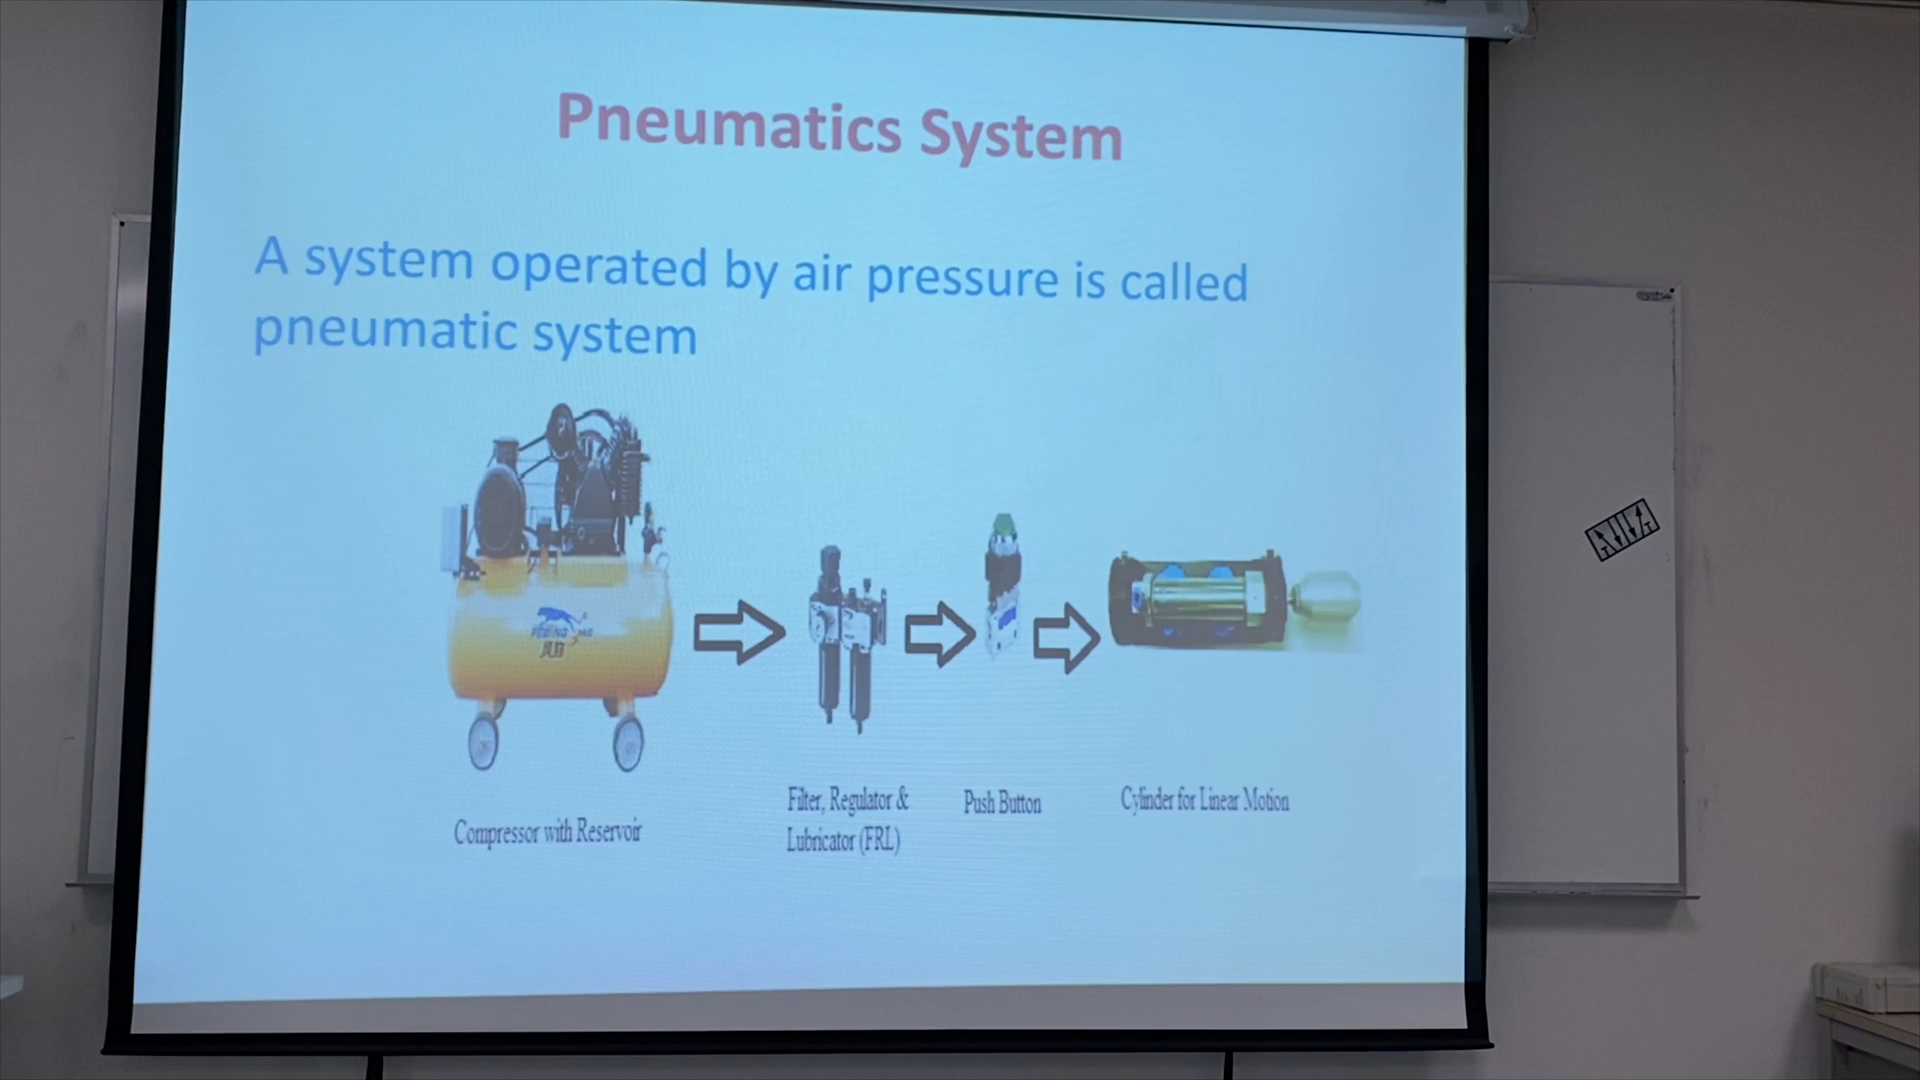 Pneumatics System
A system operated by air pressure is called
pneumatic system
Compressor with Reservoir
Filter, Regulator &
Lubricator (FRL)
Push Button
Cylinder for Linear Motion